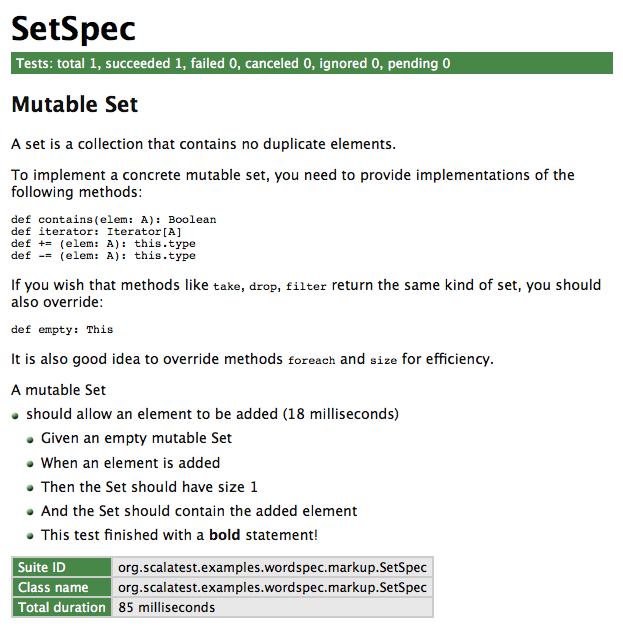 SetSpec
Tests: total 1, succeeded 1, failed 0, canceled 0, ignored 0, pending 0
Mutable Set
A set is a collection that contains no duplicate elements.
To implement a concrete mutable set, you need to provide implementations of the
following methods:
def contains(elem: A): Boolean
def iterator: Iterator[A]
def += (elem: A): this.type
def -= (elem: A): this.type
If you wish that methods like take, drop, filter return the same kind of set, you should
also override:
def empty: This
It is also good idea to override methods foreach and size for efficiency.
A mutable Set
should allow an element to be added (18 milliseconds)
Given an empty mutable Set
When an element is added
Then the Set should have size 1
And the Set should contain the added element
This test finished with a bold statement!
Suite ID org.scalatest.examples.wordspec.markup.SetSpec
Class name org.scalatest.examples.wordspec.markup.SetSpec
Total duration 85 milliseconds